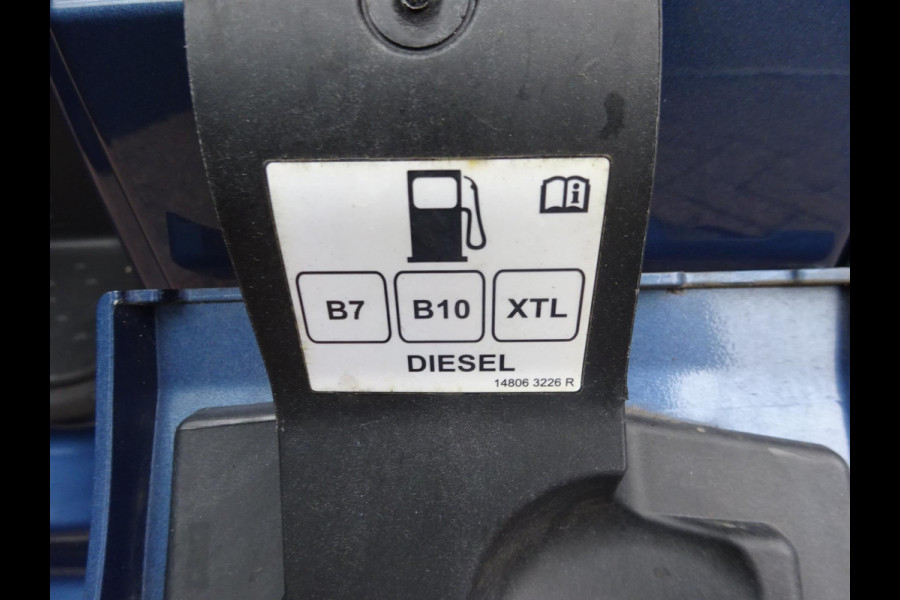 i
B7 B10 XTL
DIESEL
14806 3226 R